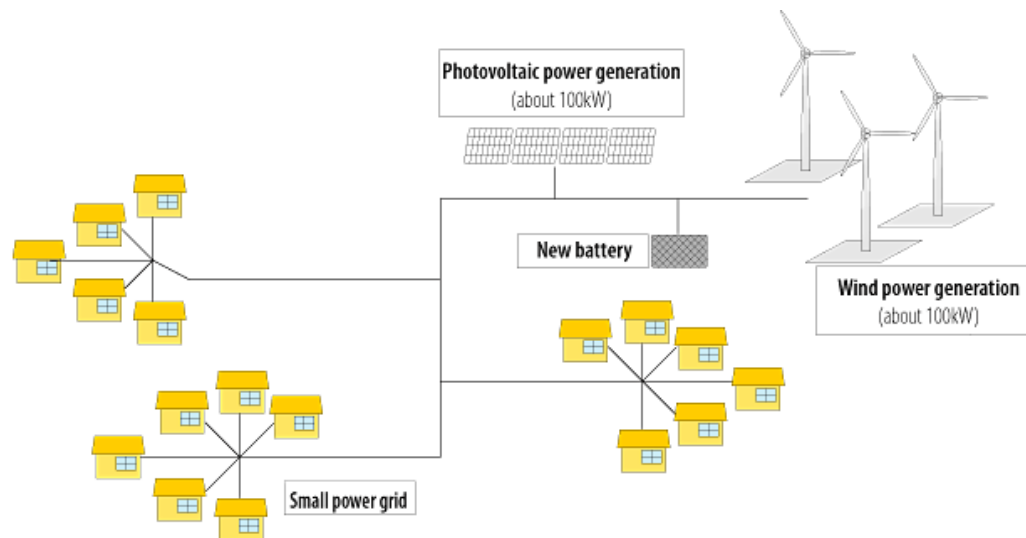 Photovoltaic power generation
(about 100kW)
New battery
Wind power generation
(about 100kW)
Small power grid